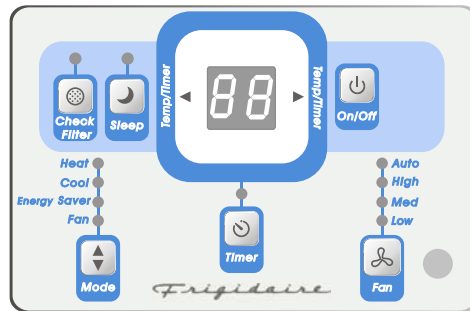 Temp/Timer
88
Temp/Timer
Check
Filter
Sleep
On/Off
Heat
Cool
Energy Saver
Fan
Mode
Timer
Auto
High
Med
Low
Fan
Frigidaire